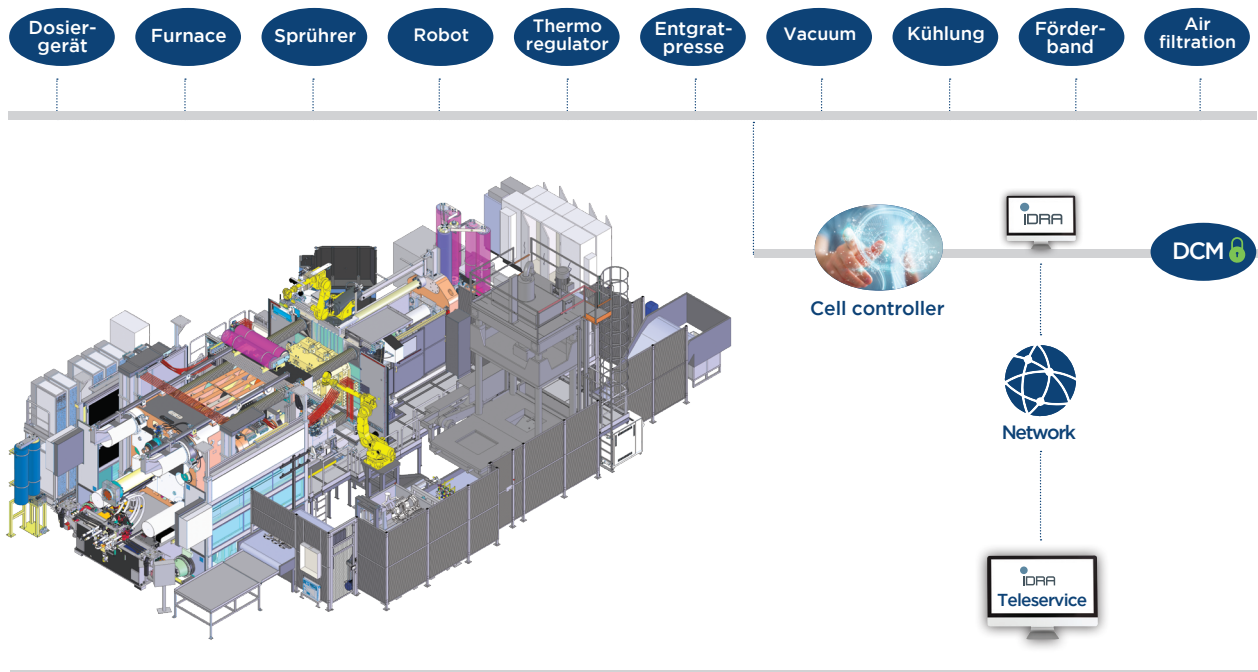 Dosier-
gerät
Furnace
Sprührer
Robot
Thermo
regulator
Entgrat-
presse
Vacuum
Kühlung
Förder-
band
Air
filtration
iDRA
DCM
Cell controller
Network
iDRA
Teleservice